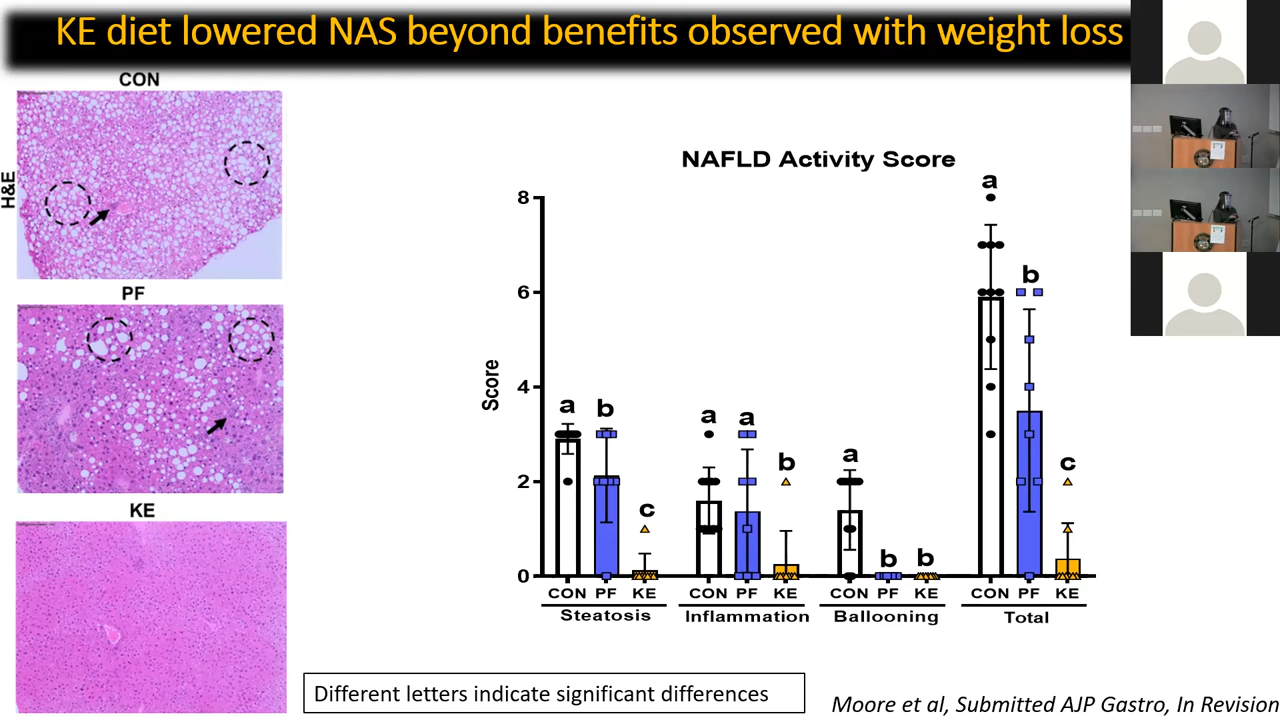 KE diet lowered NAS beyond benefits observed with weight loss
CON
H&E
PF
KE
NAFLD Activity Score
Score
8
6
4
2
0
a
b
c
a
a
b
a
b
b
a
b
c
CON PF KE CON PF KE CON PF KE CON PF KE
Steatosis Inflammation Ballooning Total
Different letters indicate significant differences
Moore et al, Submitted AJP Gastro, In Revision